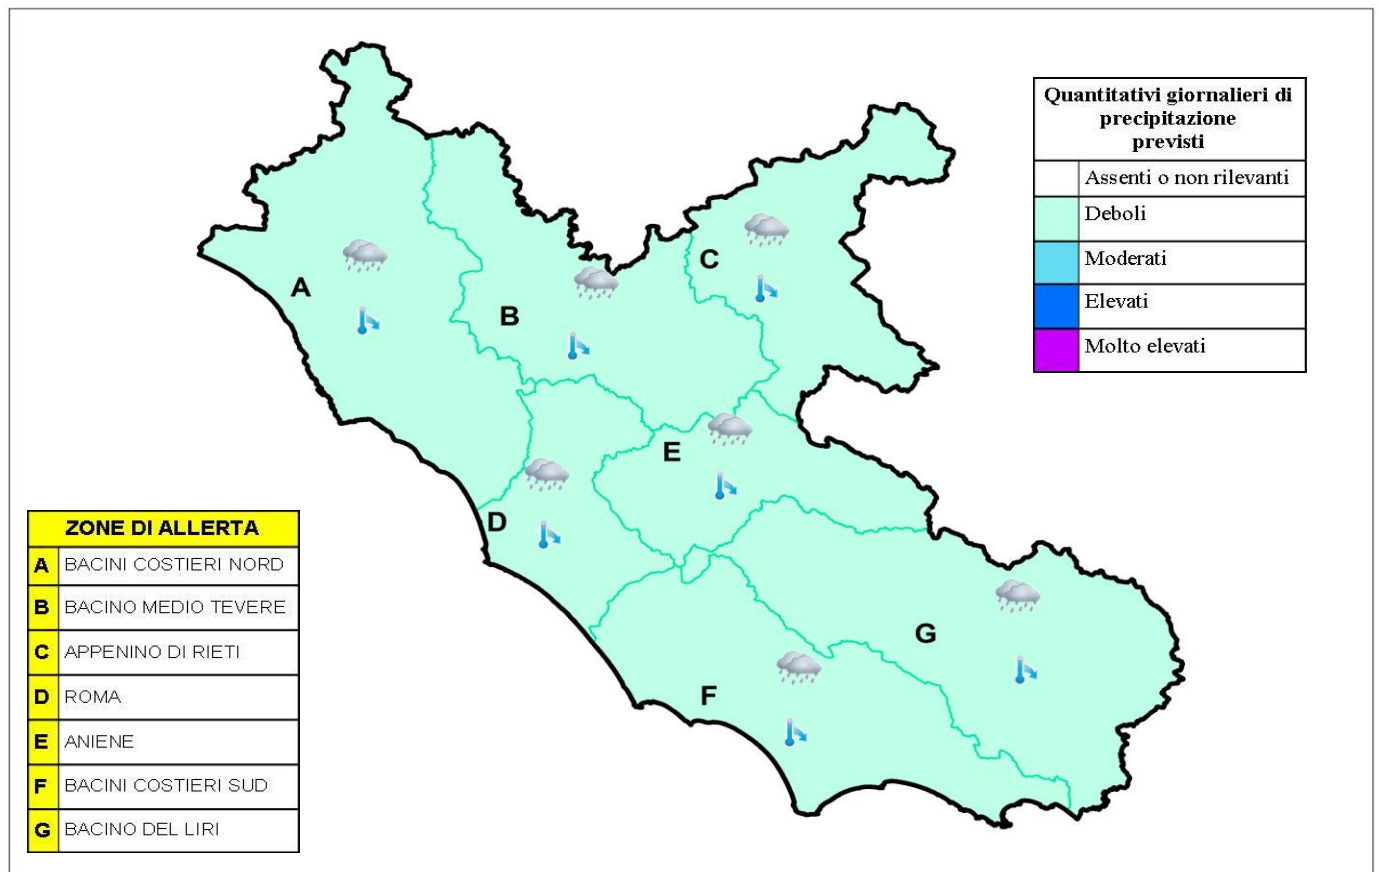 Quantitativi giornalieri di
precipitazione
previsti
Assenti o non rilevanti
Deboli
Moderati
Elevati
Molto elevati
A
B
C
D
E
F
G
ZONE DI ALLERTA
A BACINI COSTIERI NORD
B BACINO MEDIO TEVERE
C APPENINO DI RIETI
D ROMA
E ANIENE
F BACINI COSTIERI SUD
G BACINO DEL LIRI